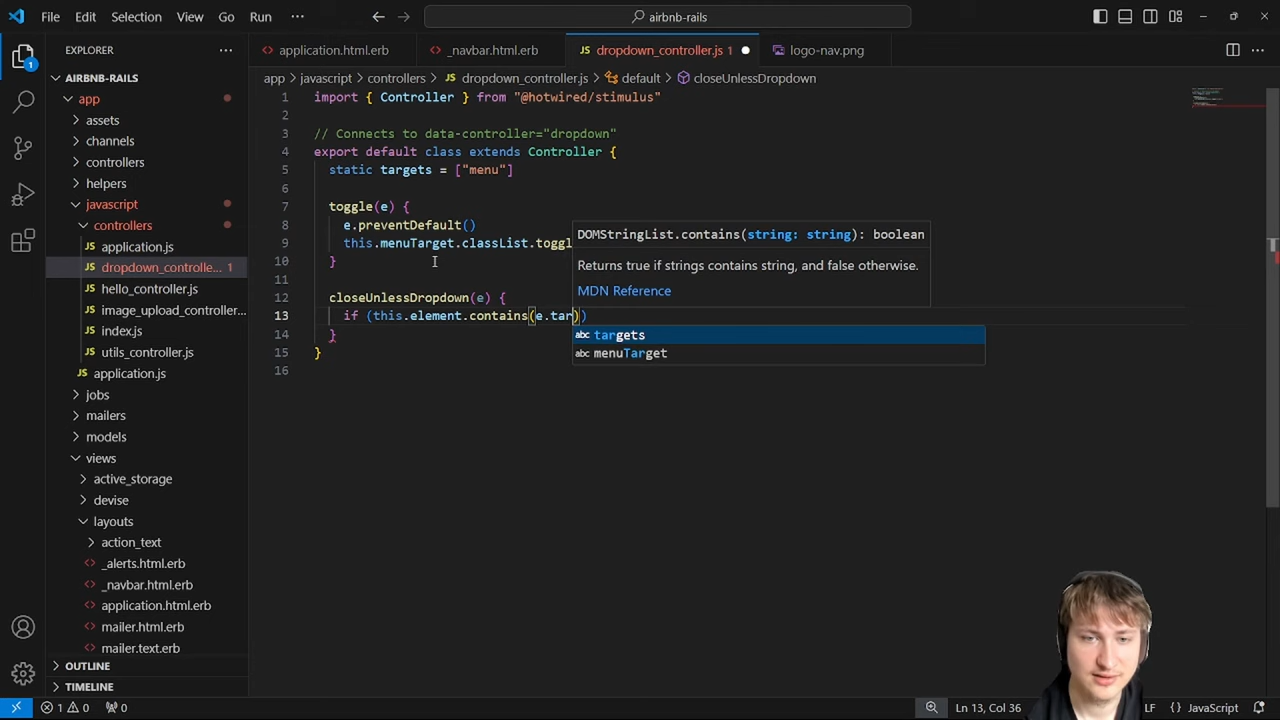 File Edit Selection View Go Run ··· airbnb-rails
EXPLORER ··· application.html.erb _navbar.html.erb dropdown_controller.js 1 logo-nav.png ···
AIRBNB-RAILS
app > javascript > controllers > dropdown_controller.js > default > closeUnlessDropdown
app
assets
channels
controllers
helpers
javascript
controllers
application.js
dropdown_controlle... 1
hello_controller.js
image_upload_controller...
index.js
utils_controller.js
application.js
jobs
mailers
models
views
active_storage
devise
layouts
action_text
_alerts.html.erb
_navbar.html.erb
application.html.erb
mailer.html.erb
mailer.text.erb
OUTLINE
TIMELINE
1 import { Controller } from "@hotwired/stimulus"
2
3 // Connects to data-controller="dropdown"
4 export default class extends Controller {
5 static targets = ["menu"]
6
7 toggle(e) {
8 e.preventDefault()
9 this.menuTarget.classList.toggl
10 }
11
12 closeUnlessDropdown(e) {
13 if (this.element.contains(e.tar))
14 }
15 }
16
DOMStringList.contains(string: string): boolean
Returns true if strings contains string, and false otherwise.
MDN Reference
abc targets
abc menuTarget
1
1 0 0 Ln 13, Col 36 LF {} JavaScript